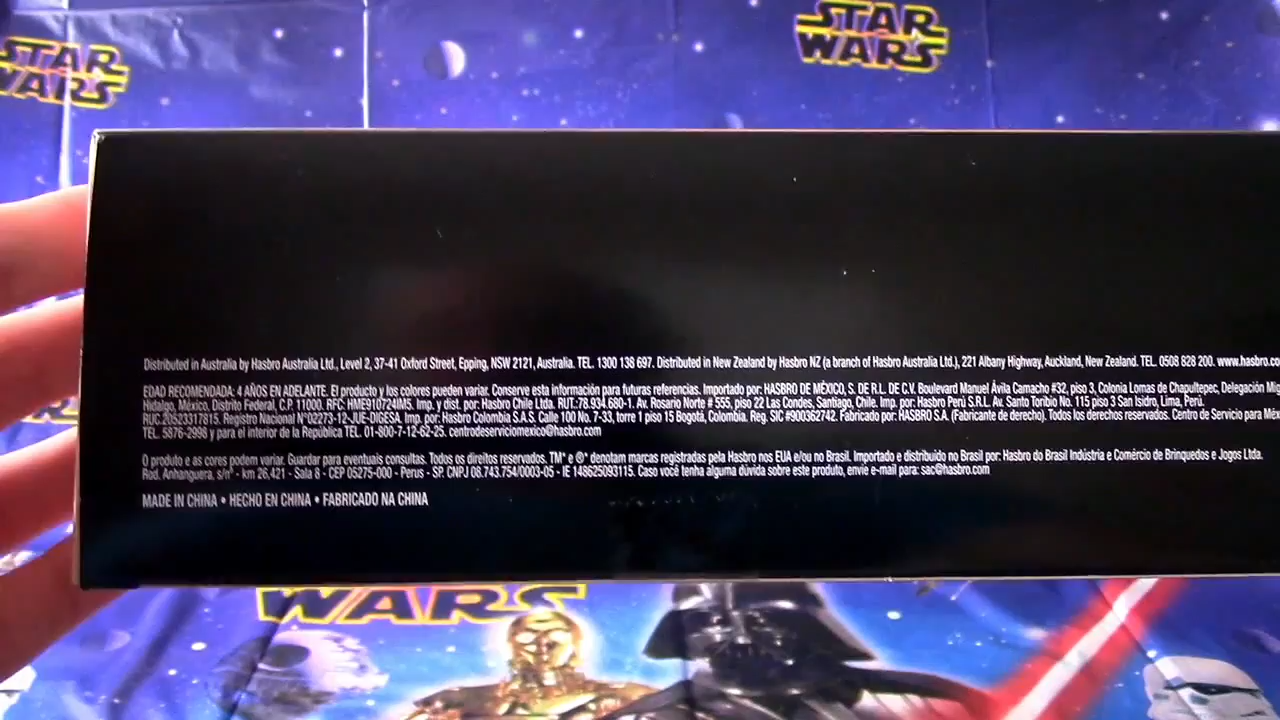 STAR
WARS
STAR
WARS
Distributed in Australia by Hasbro Australia Ltd., Level 2, 37-41 Oxford Street, Epping, NSW 2121, Australia. TEL. 1300 138 697. Distributed in New Zealand by Hasbro NZ (a branch of Hasbro Australia Ltd.), 221 Albany Highway, Auckland, New Zealand. TEL. 0508 828 200. www.hasbro.co
EDAD RECOMENDADA: 4 AÑOS EN ADELANTE. El producto y los colores pueden variar. Conserve esta información para futuras referencias. Importado por: HASBRO DE MÉXICO, S. DE R.L. DE C.V. Boulevard Manuel Ávila Camacho #32, piso 3, Colonia Lomas de Chapultepec, Delegación Mig
Hidalgo, México, Distrito Federal, C.P. 11000. RFC: HME910724IM5. Imp. y dist. por: Hasbro Chile Ltda. RUT.:78.934.680-1. Av. Rosario Norte # 555, piso 22 Las Condes, Santiago, Chile. Imp. por: Hasbro Perú S.R.L. Av. Santo Toribio No. 115 piso 3 San Isidro, Lima, Perú.
RUC.20523317815. Registro Nacional N°02273-12-JUE-DIGESA. Imp. por: Hasbro Colombia S.A.S. Calle 100 No. 7-33, torre 1 piso 15 Bogotá, Colombia. Reg. SIC #900362742. Fabricado por: HASBRO S.A. (Fabricante de derecho). Todos los derechos reservados. Centro de Servicio para Méx
TEL. 5876-2998 y para el interior de la República TEL. 01-800-7-12-62-25. centrodeserviciomexico@hasbro.com
O produto e as cores podem variar. Guardar para eventuais consultas. Todos os direitos reservados. TM* e ®* denotam marcas registradas pela Hasbro nos EUA e/ou no Brasil. Importado e distribuído no Brasil por: Hasbro do Brasil Indústria e Comércio de Brinquedos e Jogos Ltda.
Rod. Anhanguera, s/nº - km 26,421 - Sala 8 - CEP 05275-000 - Perus - SP. CNPJ 08.743.754/0003-05 - IE 148625093115. Caso você tenha alguma dúvida sobre este produto, envie e-mail para: sac@hasbro.com
MADE IN CHINA • HECHO EN CHINA • FABRICADO NA CHINA
WARS